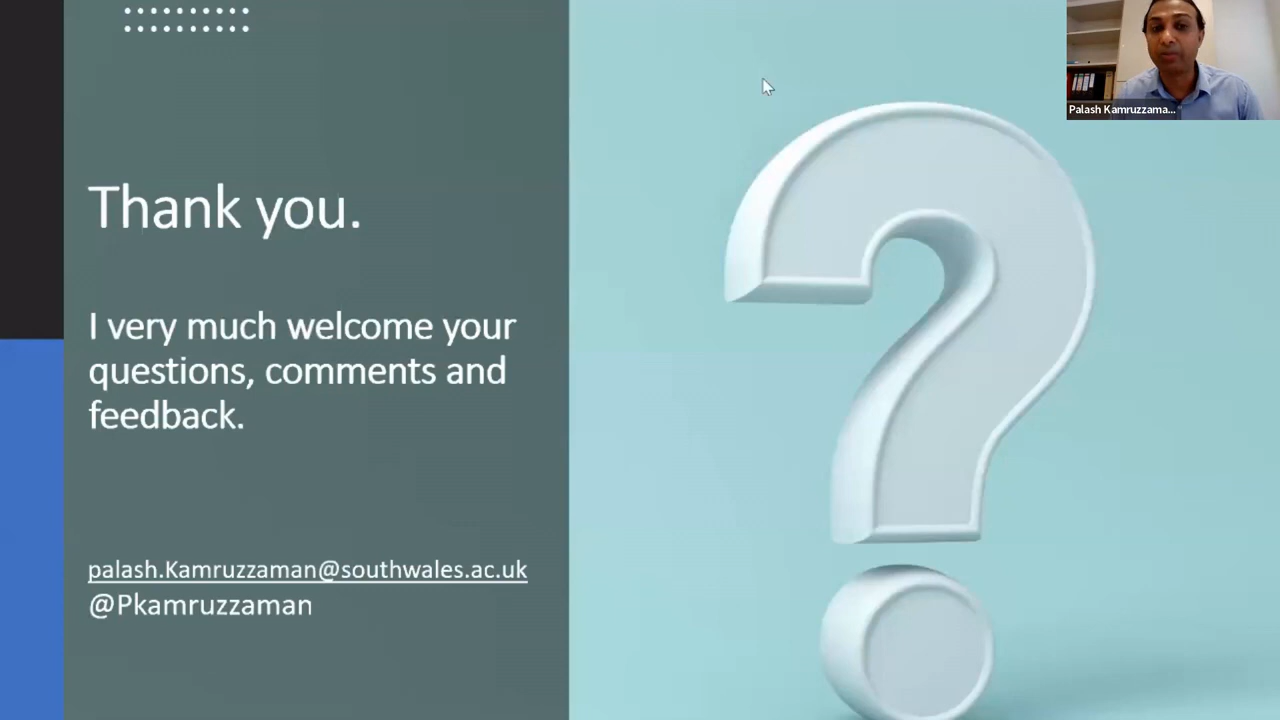 Palash Kamruzzama...
Thank you.
I very much welcome your
questions, comments and
feedback.
palash.Kamruzzaman@southwales.ac.uk
@Pkamruzzaman